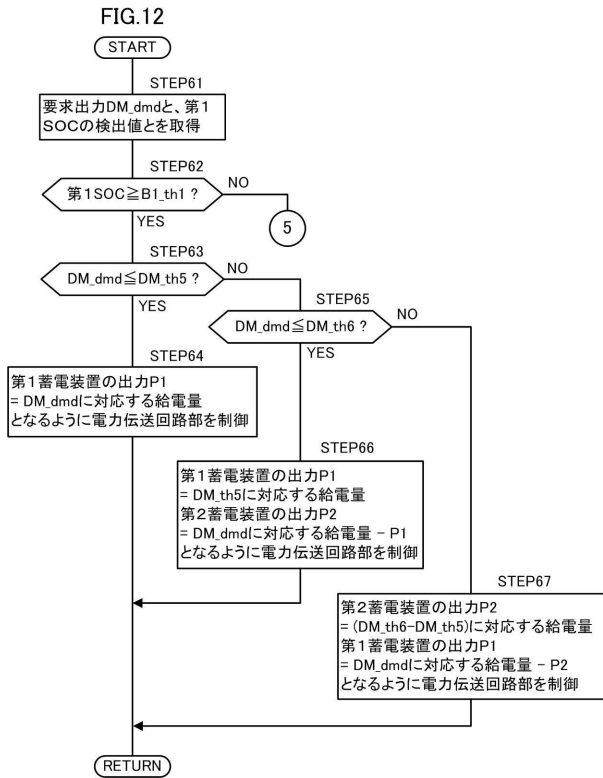 FIG.12
START
STEP61
要求出力DM_dmdと、第1
SOCの検出値とを取得
STEP62
第1SOC≧B1_th1 ?
NO
YES
5
STEP63
DM_dmd≦DM_th5 ?
NO
YES
STEP65
DM_dmd≦DM_th6 ?
NO
YES
STEP64
第1蓄電装置の出力P1
= DM_dmdに対応する給電量
となるように電力伝送回路部を制御
STEP66
第1蓄電装置の出力P1
= DM_th5に対応する給電量
第2蓄電装置の出力P2
= DM_dmdに対応する給電量 - P1
となるように電力伝送回路部を制御
STEP67
第2蓄電装置の出力P2
= (DM_th6-DM_th5)に対応する給電量
第1蓄電装置の出力P1
= DM_dmdに対応する給電量 - P2
となるように電力伝送回路部を制御
RETURN